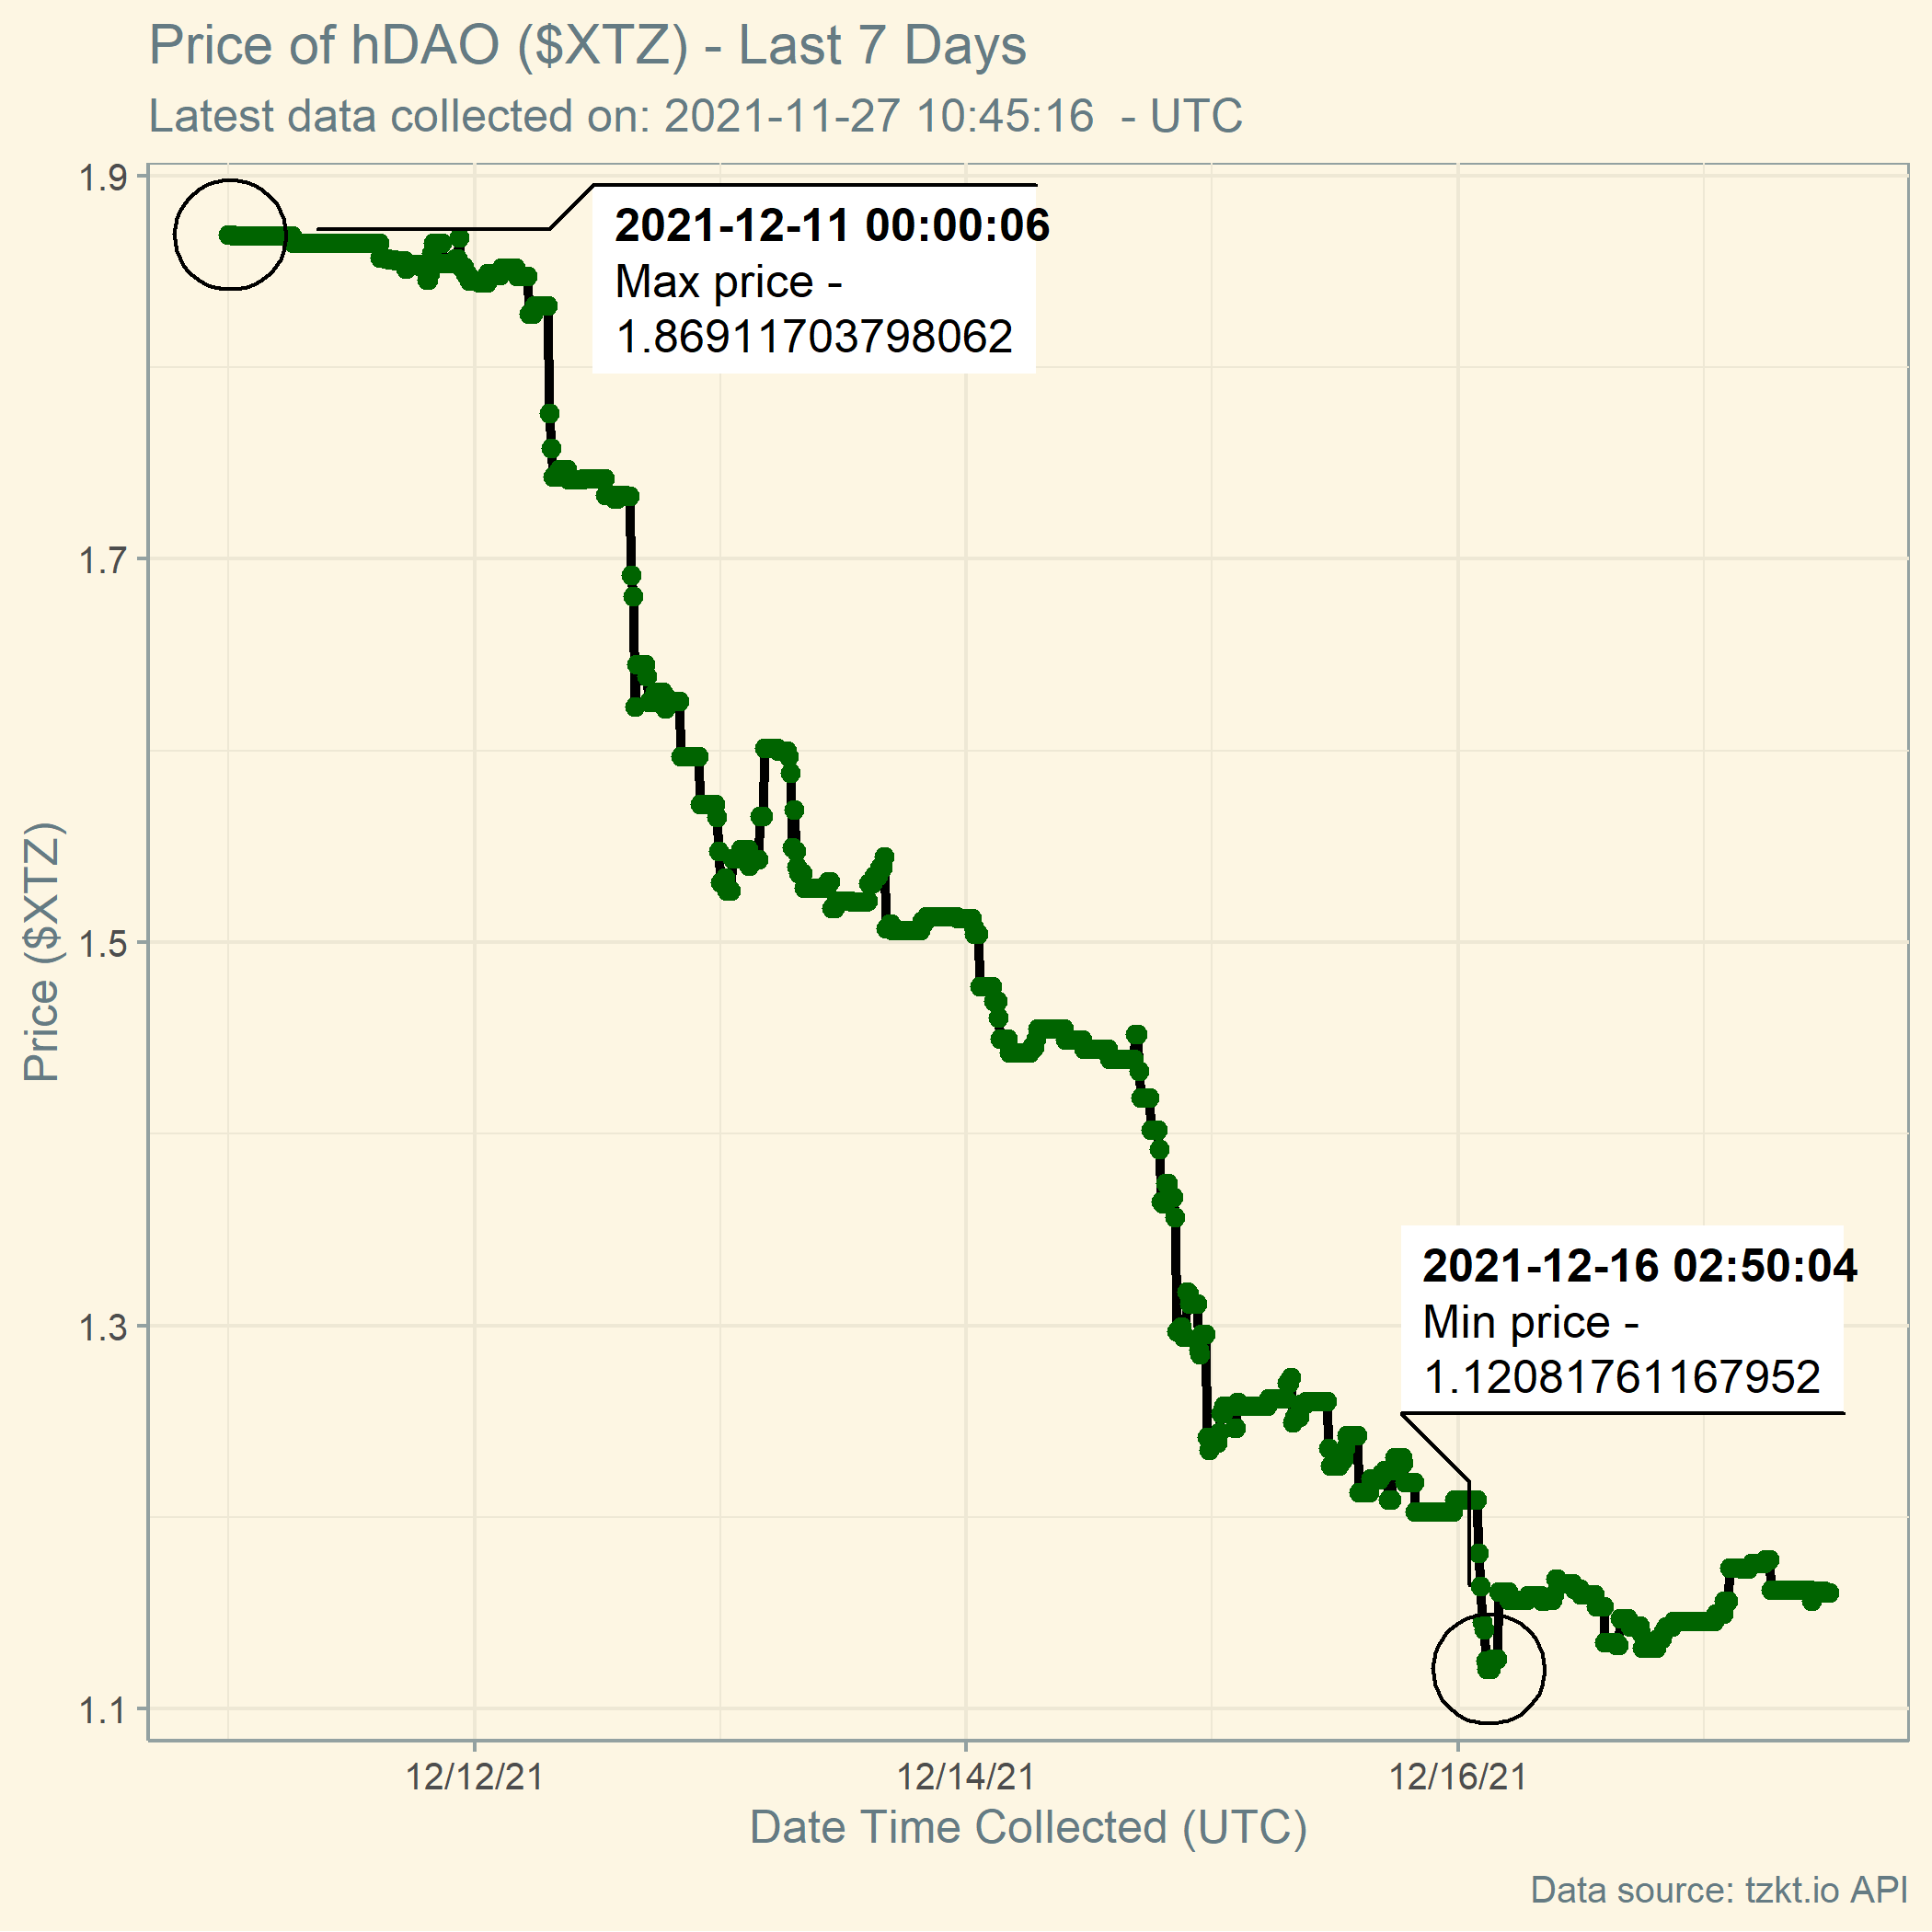 Price of hDAO ($XTZ) - Last 7 Days
Latest data collected on: 2021-11-27 10:45:16  - UTC
1.9
1.7
1.5
1.3
1.1
Price ($XTZ)
2021-12-11 00:00:06
Max price -
1.86911703798062
2021-12-16 02:50:04
Min price -
1.12081761167952
12/12/21
12/14/21
12/16/21
Date Time Collected (UTC)
Data source: tzkt.io API